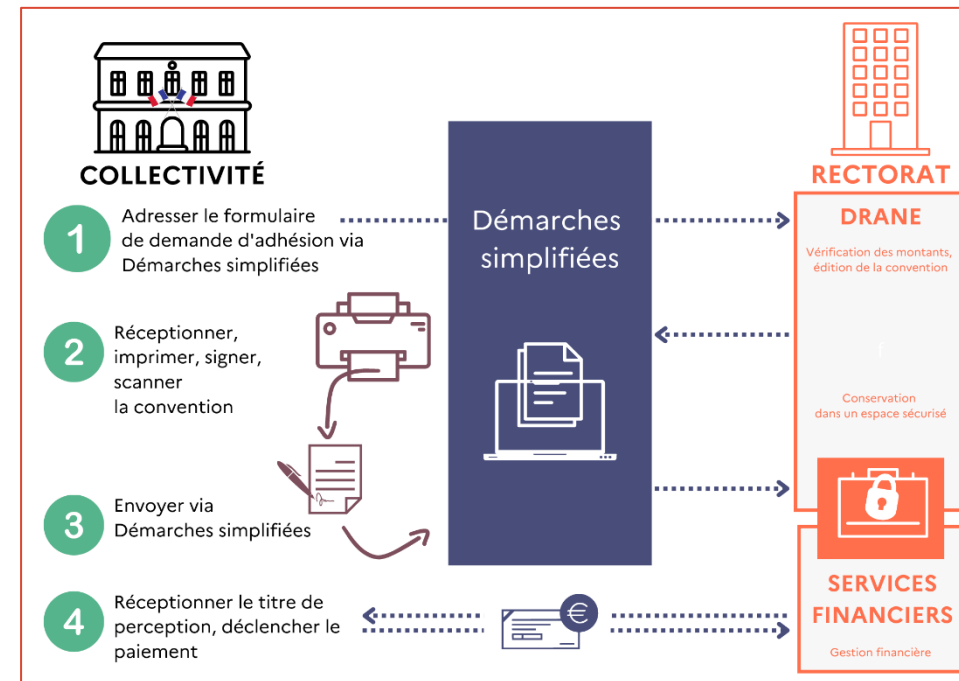 COLLECTIVITÉ
1
Adresser le formulaire
de demande d'adhésion via
Démarches simplifiées
2
Réceptionner,
imprimer, signer,
scanner
la convention
3
Envoyer via
Démarches simplifiées
4
Réceptionner le titre de
perception, déclencher le
paiement
Démarches
simplifiées
€
RECTORAT
DRANE
Vérification des montants,
édition de la convention
Conservation
dans un espace sécurisé
SERVICES
FINANCIERS
Gestion financière